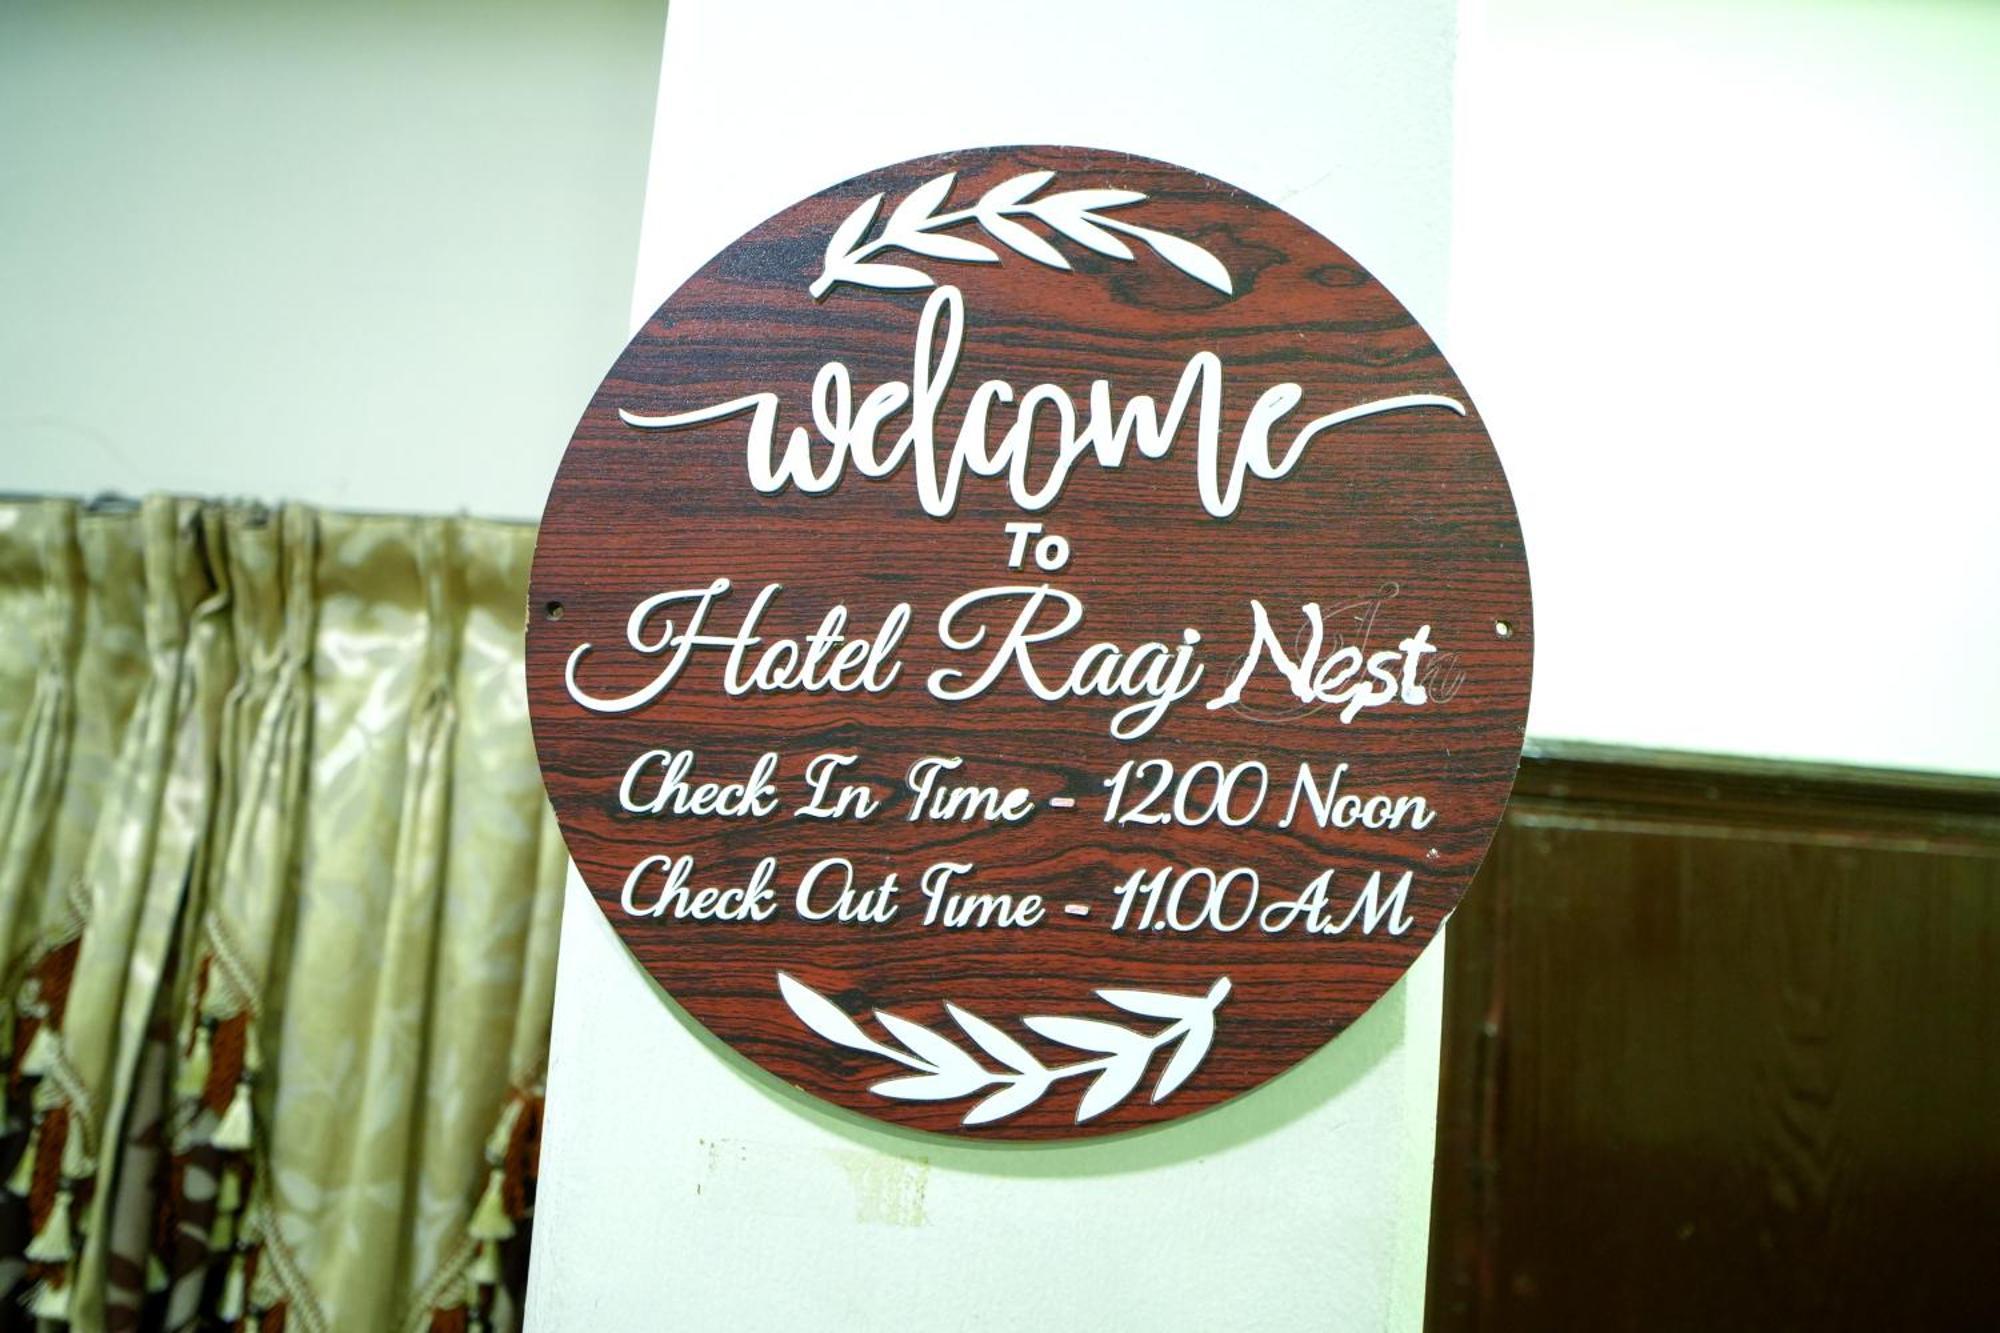 welcome
To
Hotel Raaj Nest
Check In Time - 12.00 Noon
Check Out Time - 11.00 A.M